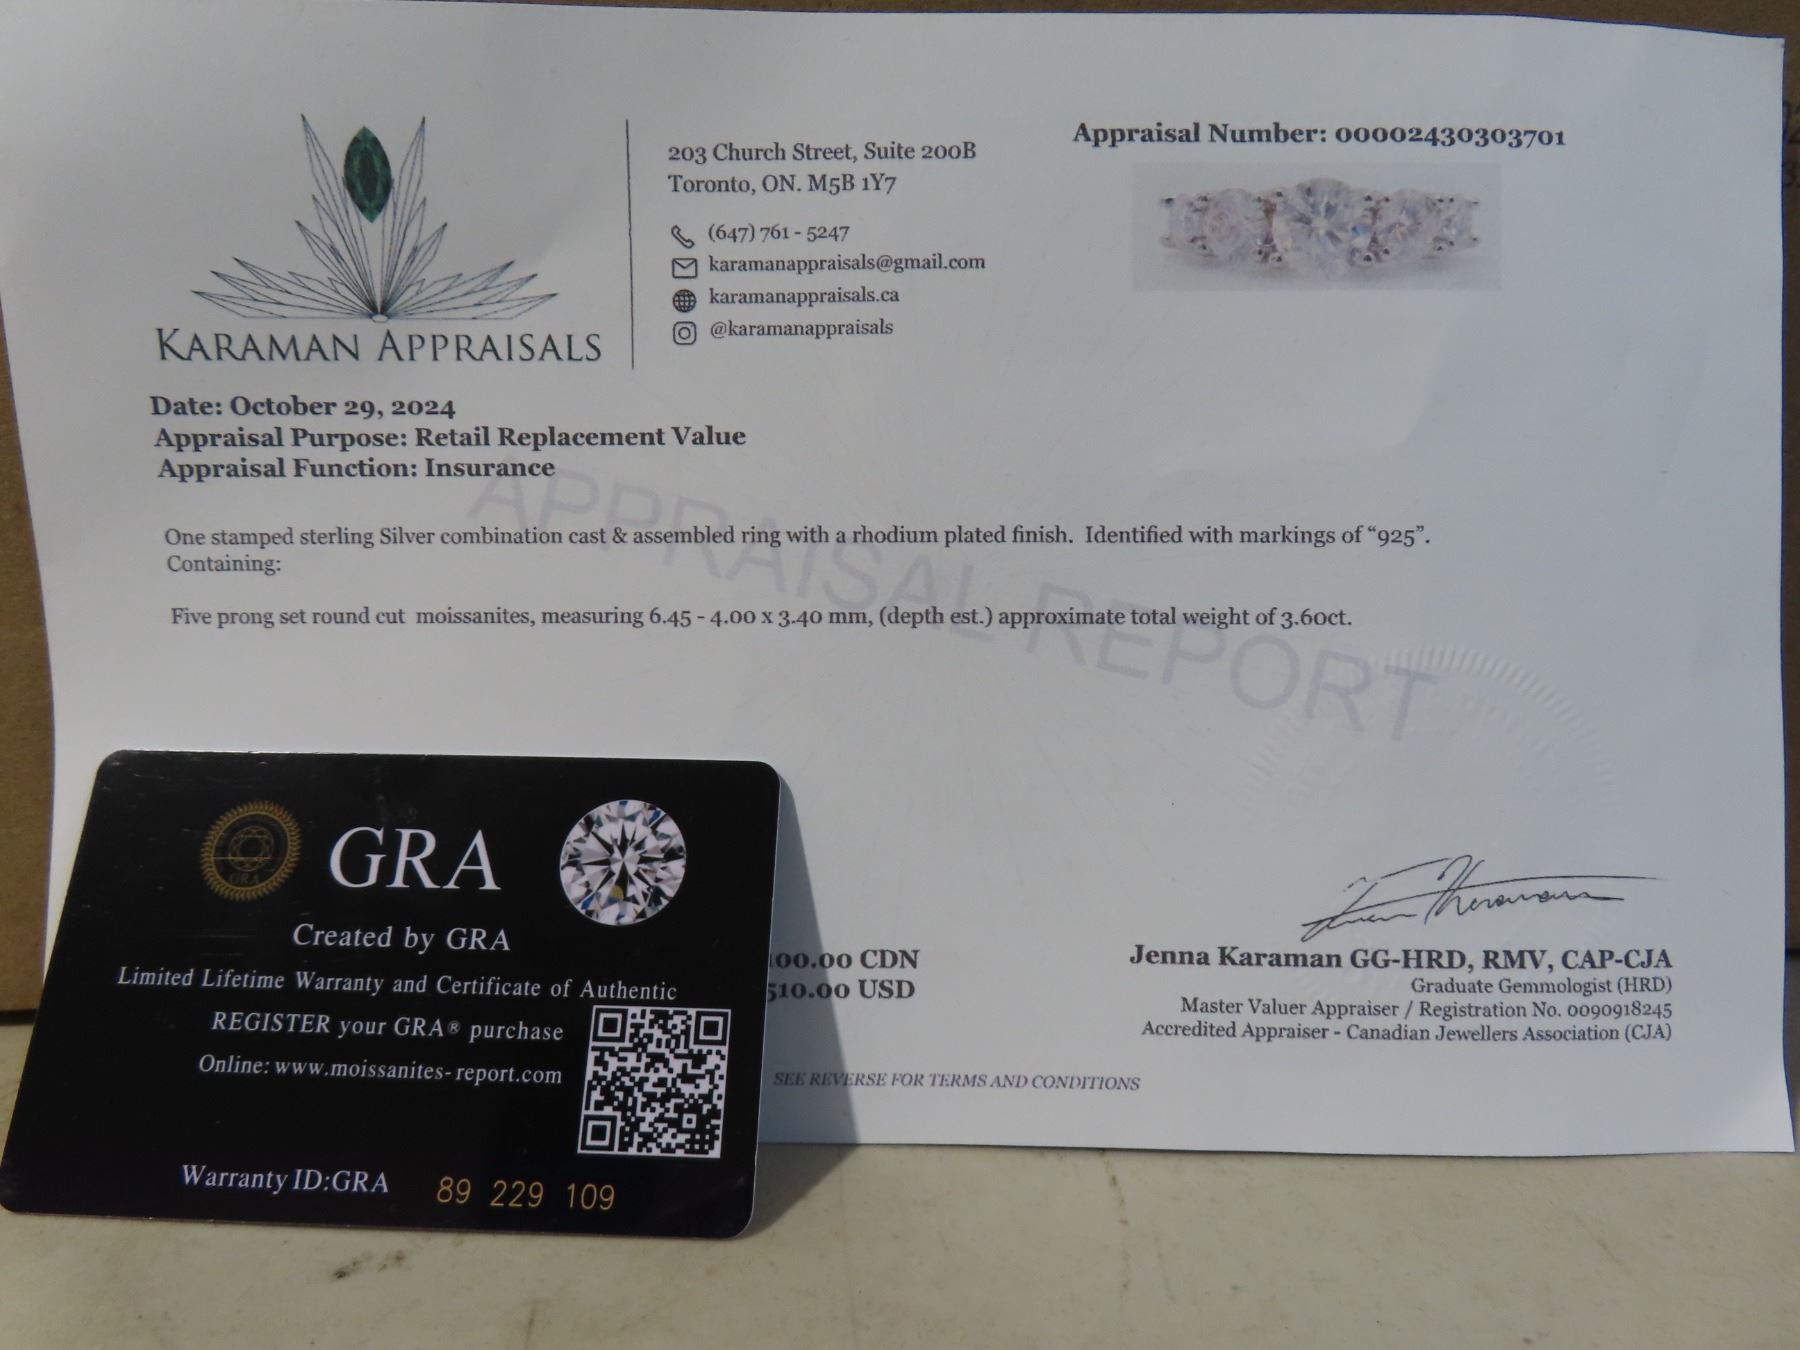 KARAMAN APPRAISALS
203 Church Street, Suite 200B
Toronto, ON. M5B 1Y7
(647) 761 - 5247
karamanappraisals@gmail.com
karamanappraisals.ca
@karamanappraisals
Appraisal Number: 00002430303701
Date: October 29, 2024
Appraisal Purpose: Retail Replacement Value
Appraisal Function: Insurance
APPRAISAL REPORT
One stamped sterling Silver combination cast & assembled ring with a rhodium plated finish. Identified with markings of “925”.
Containing:
Five prong set round cut moissanites, measuring 6.45 - 4.00 x 3.40 mm, (depth est.) approximate total weight of 3.60ct.
00.00 CDN
510.00 USD
Jenna Karaman GG-HRD, RMV, CAP-CJA
Graduate Gemmologist (HRD)
Master Valuer Appraiser / Registration No. 0090918245
Accredited Appraiser - Canadian Jewellers Association (CJA)
SEE REVERSE FOR TERMS AND CONDITIONS
GRA
GRA
Created by GRA
Limited Lifetime Warranty and Certificate of Authentic
REGISTER your GRA® purchase
Online: www.moissanites-report.com
Warranty ID:GRA 89 229 109